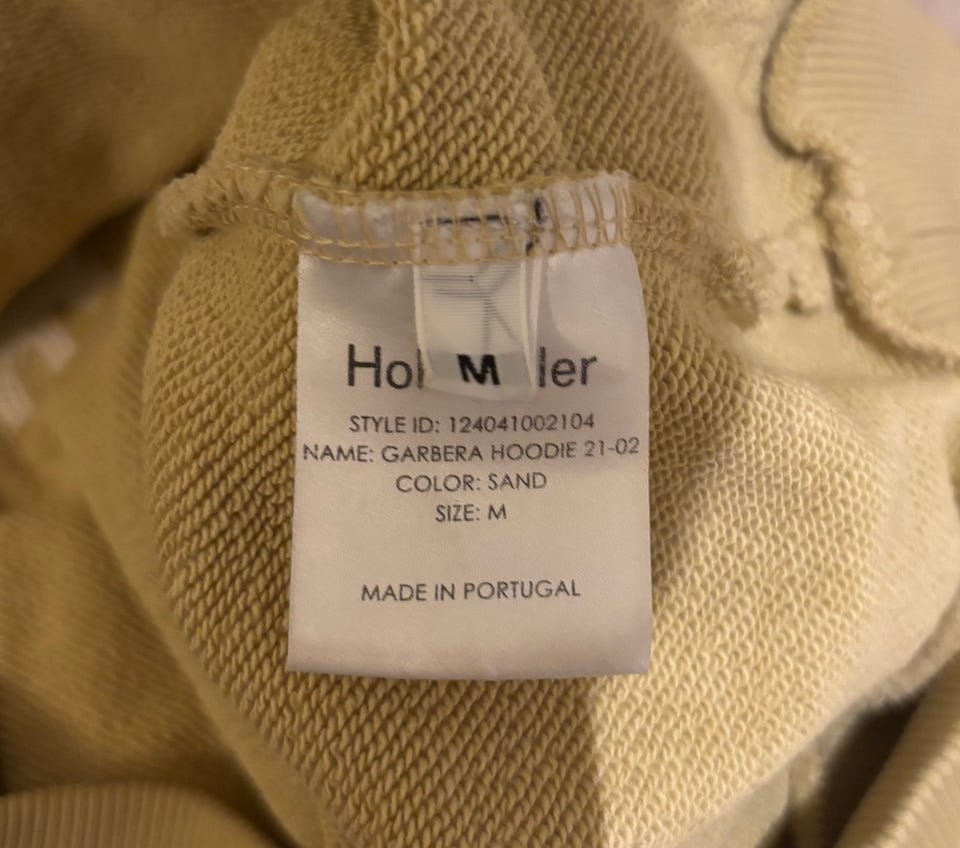 Hol M ler
STYLE ID: 124041002104
NAME: GARBERA HOODIE 21-02
COLOR: SAND
SIZE: M
MADE IN PORTUGAL